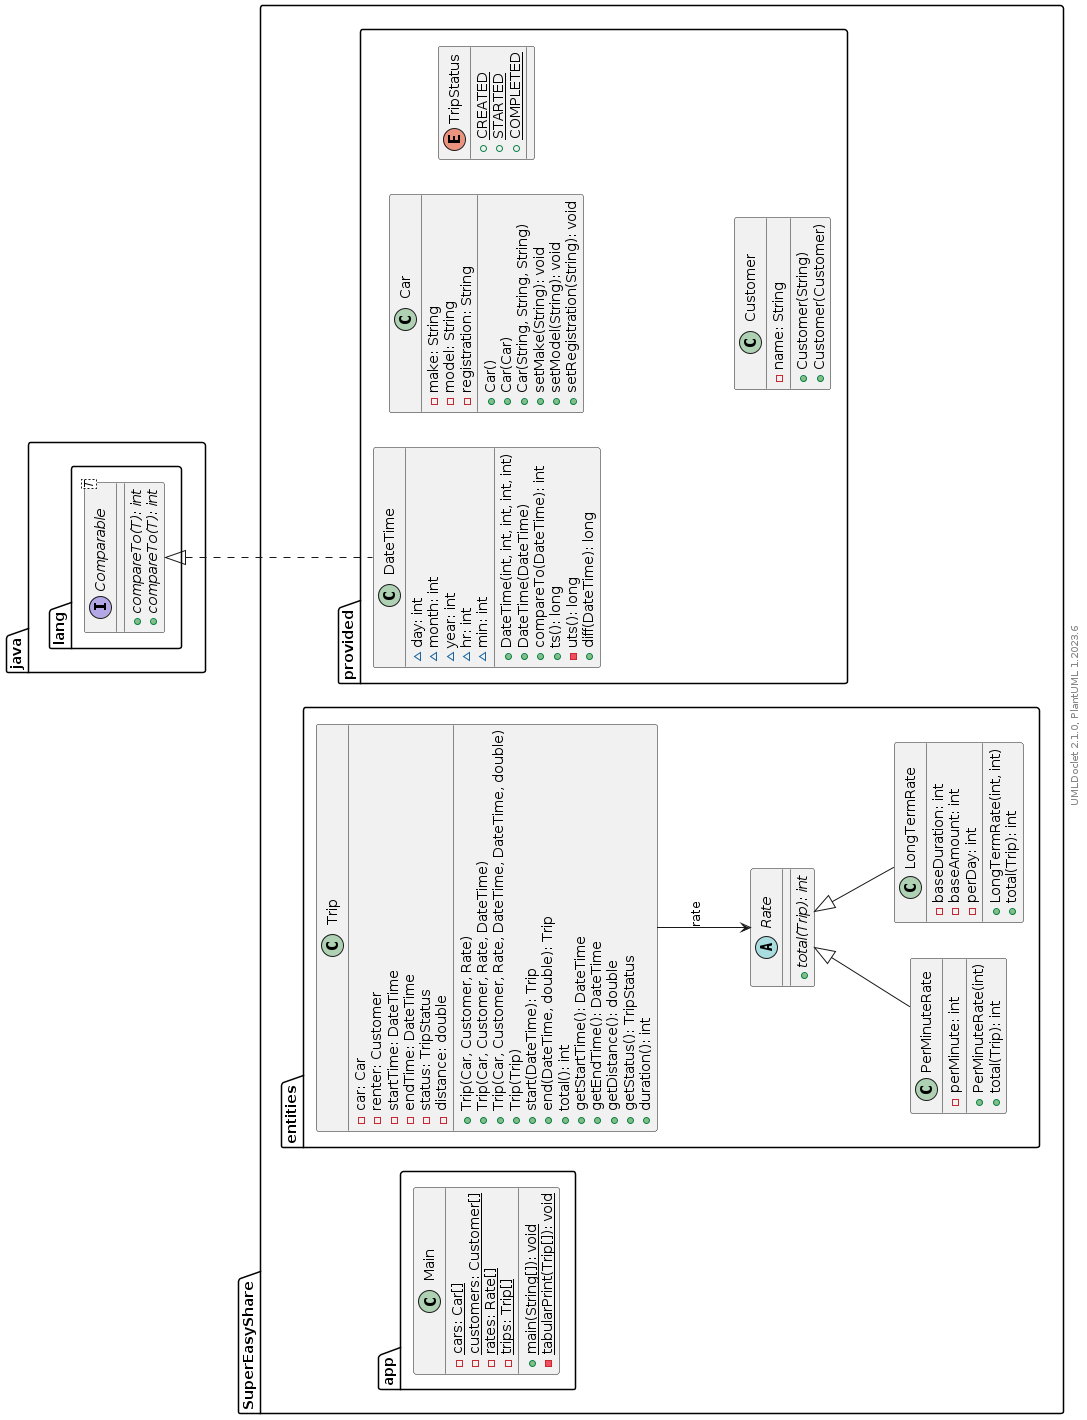 SuperEasyShare
app
C Main
cars: Car[]
customers: Customer[]
rates: Rate[]
trips: Trip[]
main(String[]): void
tabularPrint(Trip[]): void
entities
C Trip
car: Car
renter: Customer
startTime: DateTime
endTime: DateTime
status: TripStatus
distance: double
Trip(Car, Customer, Rate)
Trip(Car, Customer, Rate, DateTime)
Trip(Car, Customer, Rate, DateTime, DateTime, double)
Trip(Trip)
start(DateTime): Trip
end(DateTime, double): Trip
total(): int
getStartTime(): DateTime
getEndTime(): DateTime
getDistance(): double
getStatus(): TripStatus
duration(): int
rate
A Rate
total(Trip): int
C PerMinuteRate
perMinute: int
PerMinuteRate(int)
total(Trip): int
C LongTermRate
baseDuration: int
baseAmount: int
perDay: int
LongTermRate(int, int)
total(Trip): int
java
lang
I Comparable
T
compareTo(T): int
compareTo(T): int
provided
C DateTime
day: int
month: int
year: int
hr: int
min: int
DateTime(int, int, int, int, int)
DateTime(DateTime)
compareTo(DateTime): int
ts(): long
uts(): long
diff(DateTime): long
C Car
make: String
model: String
registration: String
Car()
Car(Car)
Car(String, String, String)
setMake(String): void
setModel(String): void
setRegistration(String): void
E TripStatus
CREATED
STARTED
COMPLETED
C Customer
name: String
Customer(String)
Customer(Customer)
UMLDoclet 2.1.0, PlantUML 1.2023.6